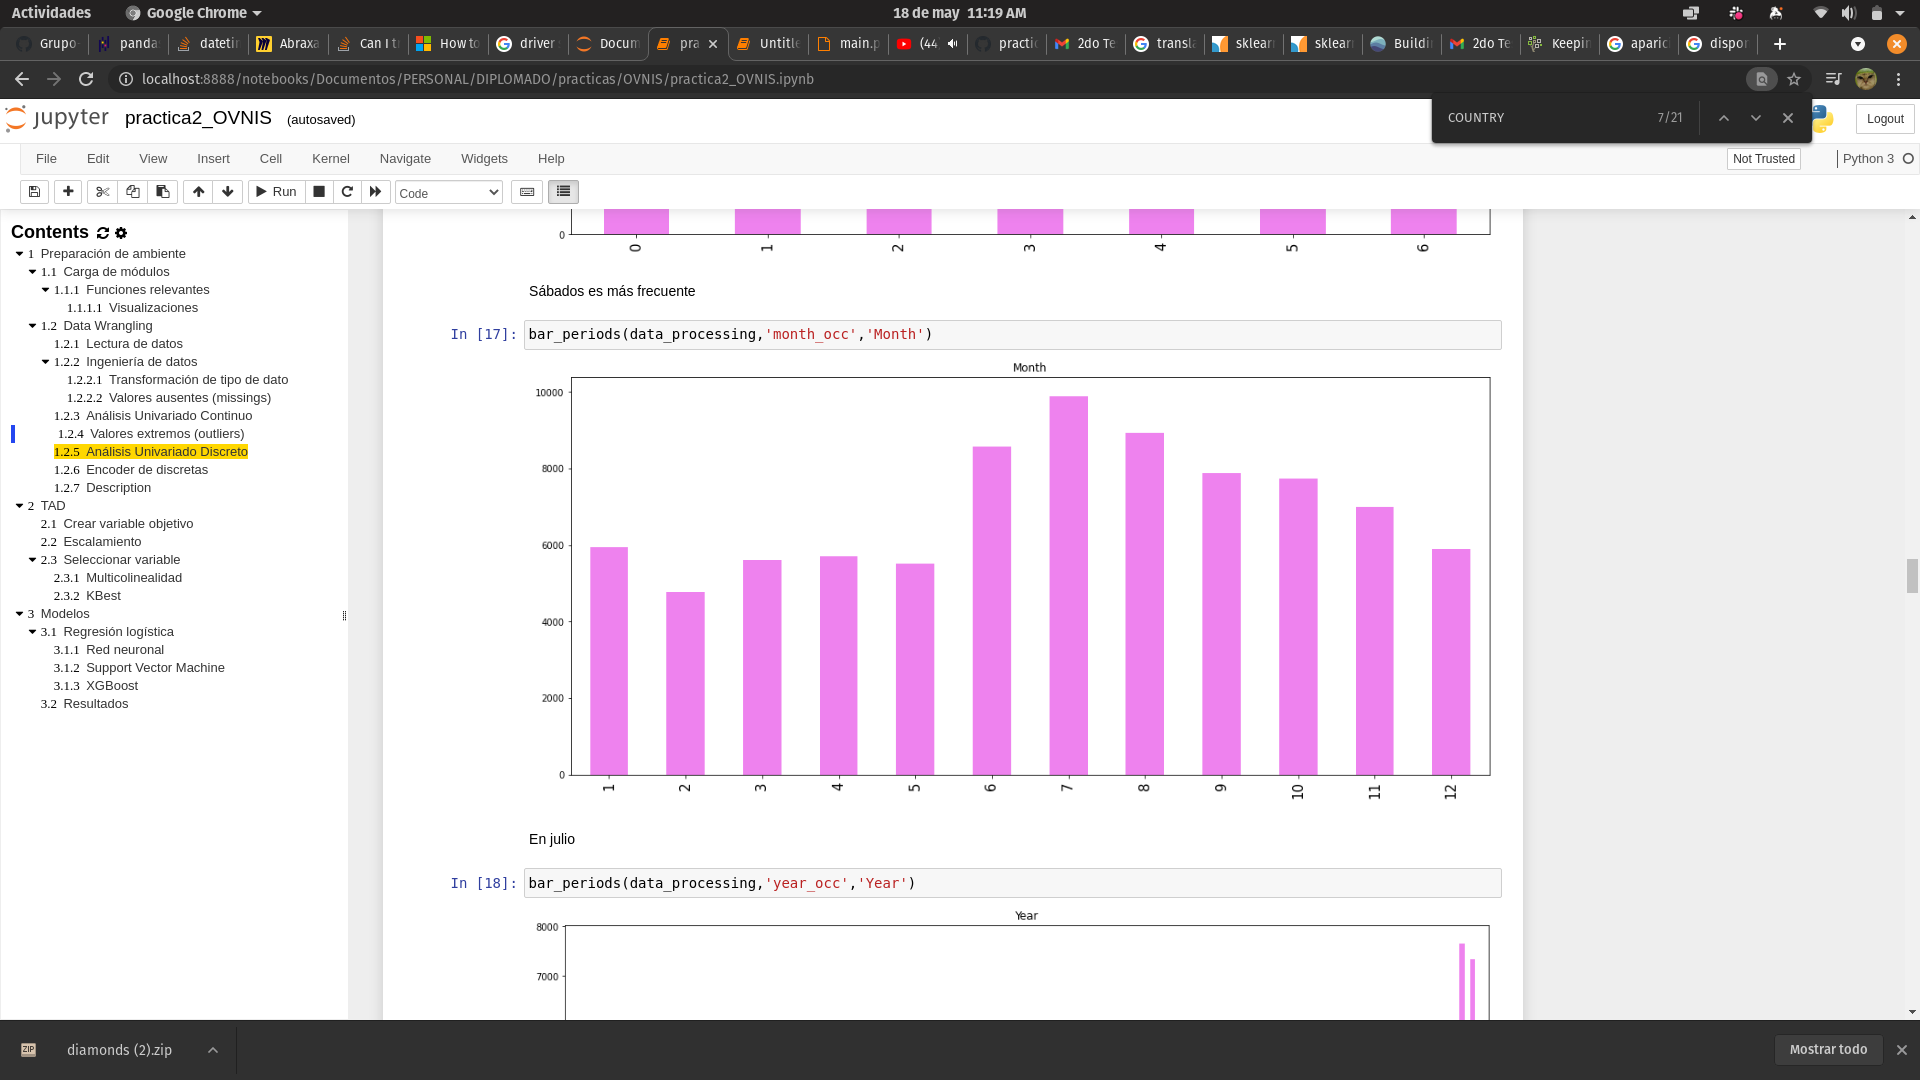 Actividades
Google Chrome
18 de may 11:19 AM
Grupo
panda
datetin
Abraxa
Can I t
How to
driver
Docum
pra
Untitle
main.p
(44
practic
2do Te
transla
sklearn
sklearn
Buildin
2do Te
Keepin
aparic
dispon
localhost:8888/notebooks/Documentos/PERSONAL/DIPLOMADO/practicas/OVNIS/practica2_OVNIS.ipynb
COUNTRY
7/21
jupyter
practica2_OVNIS
(autosaved)
Logout
File
Edit
View
Insert
Cell
Kernel
Navigate
Widgets
Help
Not Trusted
Python 3
Run
Code
Contents
1 Preparación de ambiente
1.1 Carga de módulos
1.1.1 Funciones relevantes
1.1.1.1 Visualizaciones
1.2 Data Wrangling
1.2.1 Lectura de datos
1.2.2 Ingeniería de datos
1.2.2.1 Transformación de tipo de dato
1.2.2.2 Valores ausentes (missings)
1.2.3 Análisis Univariado Continuo
1.2.4 Valores extremos (outliers)
1.2.5 Análisis Univariado Discreto
1.2.6 Encoder de discretas
1.2.7 Description
2 TAD
2.1 Crear variable objetivo
2.2 Escalamiento
2.3 Seleccionar variable
2.3.1 Multicolinealidad
2.3.2 KBest
3 Modelos
3.1 Regresión logística
3.1.1 Red neuronal
3.1.2 Support Vector Machine
3.1.3 XGBoost
3.2 Resultados
0
0 1 2 3 4 5 6
Sábados es más frecuente
In [17]: bar_periods(data_processing,'month_occ','Month')
Month
10000
8000
6000
4000
2000
0
1 2 3 4 5 6 7 8 9 10 11 12
En julio
In [18]: bar_periods(data_processing,'year_occ','Year')
Year
8000
7000
ZIP
diamonds (2).zip
Mostrar todo